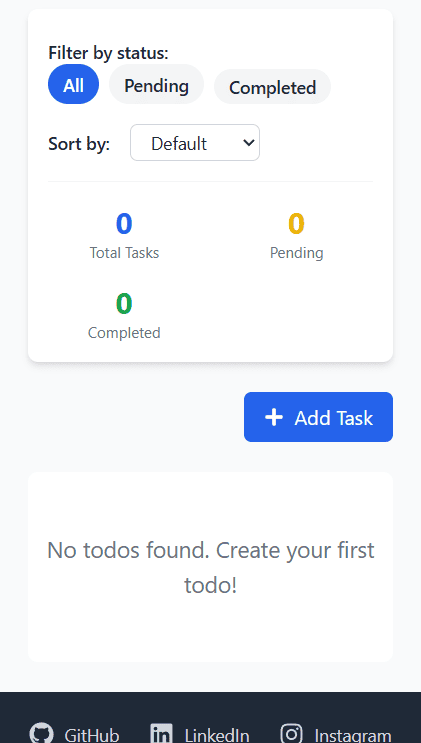 Filter by status:
All Pending Completed
Sort by: Default
0 0
Total Tasks Pending
0
Completed
Add Task
No todos found. Create your first
todo!
GitHub LinkedIn Instagram